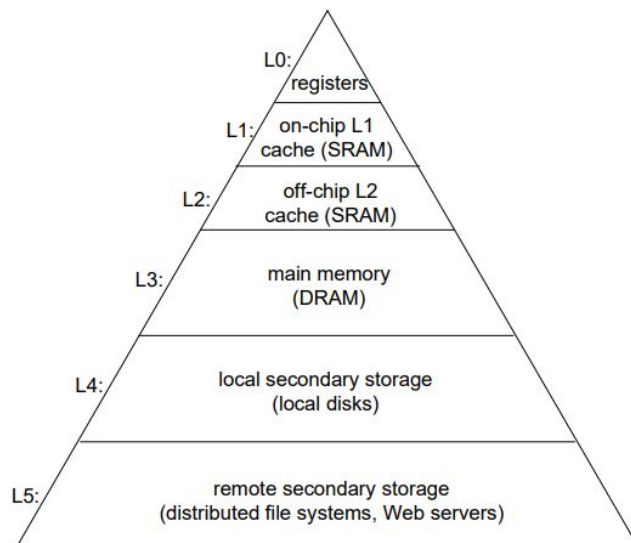 L0:
registers
L1:
on-chip L1
cache (SRAM)
L2:
off-chip L2
cache (SRAM)
L3:
main memory
(DRAM)
L4:
local secondary storage
(local disks)
L5:
remote secondary storage
(distributed file systems, Web servers)